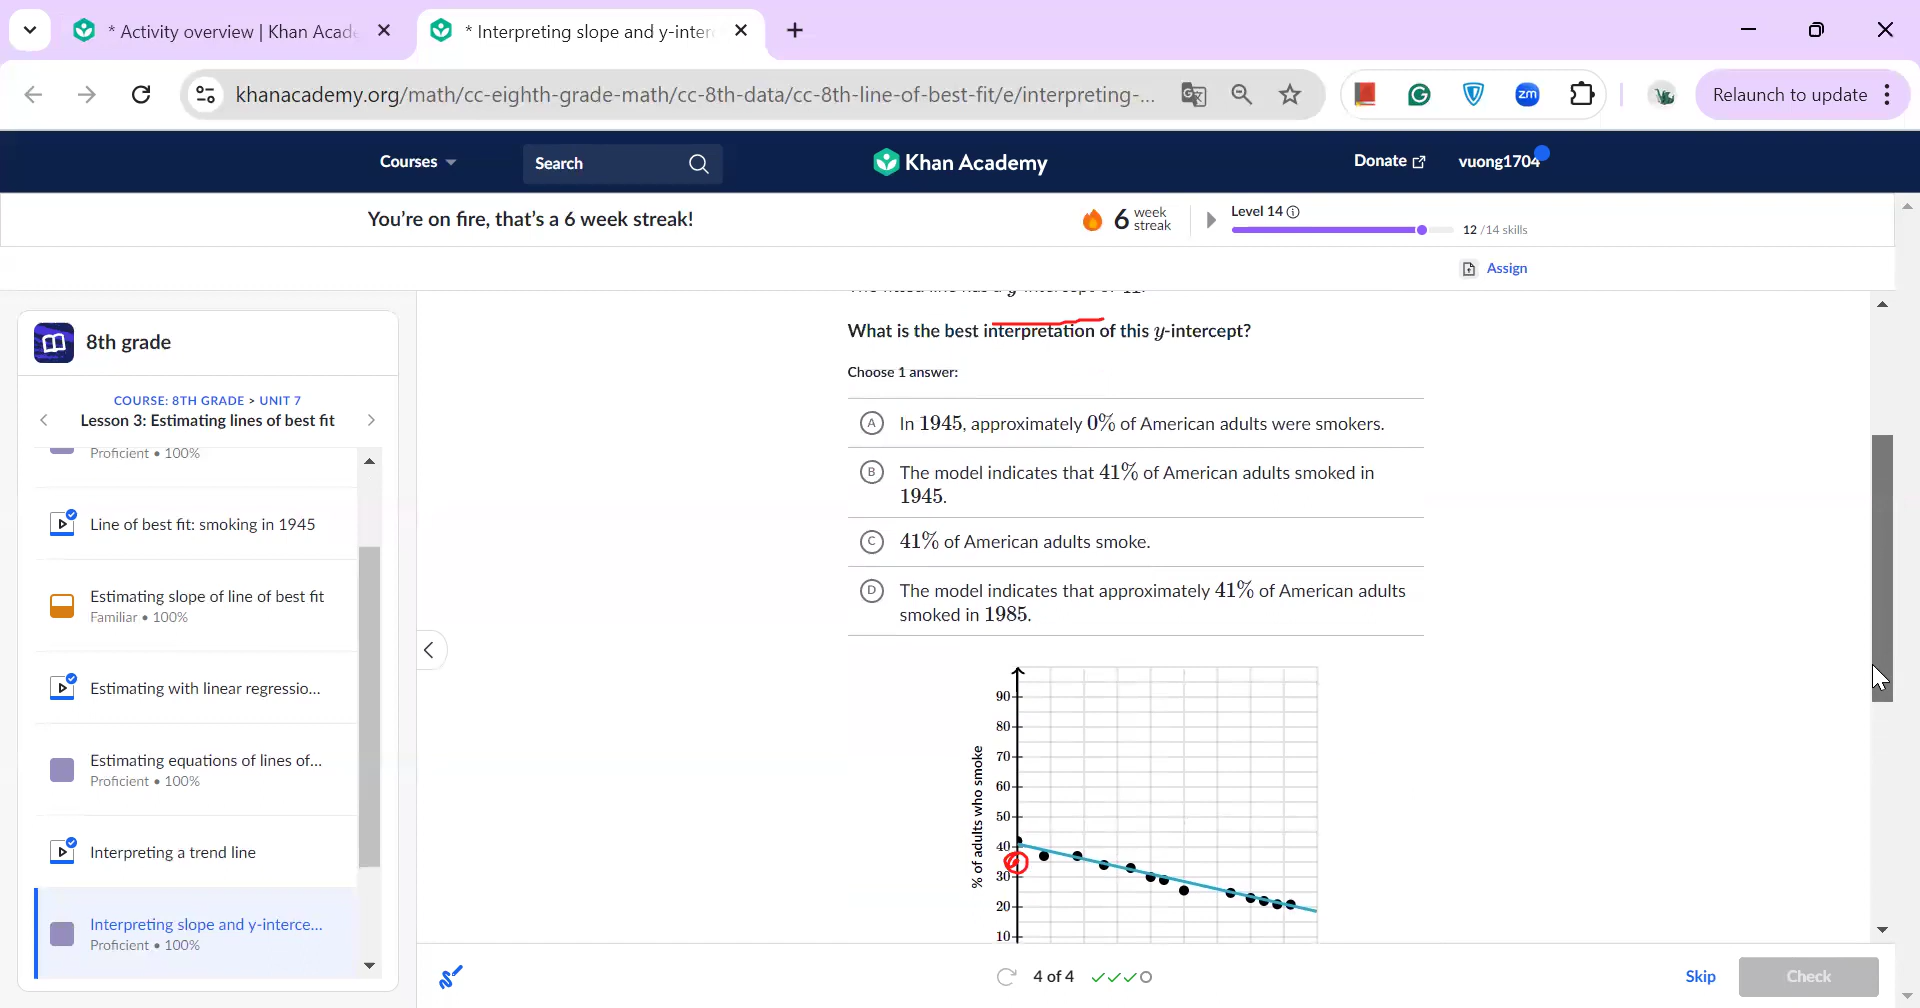 * Activity overview | Khan Acade
* Interpreting slope and y-inter
khanacademy.org/math/cc-eighth-grade-math/cc-8th-data/cc-8th-line-of-best-fit/e/interpreting-...
zm
Relaunch to update
Courses
Search
Khan Academy
Donate
vuong1704
You're on fire, that's a 6 week streak!
6 week streak
Level 14
12 /14 skills
Assign
8th grade
COURSE: 8TH GRADE > UNIT 7
Lesson 3: Estimating lines of best fit
Proficient • 100%
Line of best fit: smoking in 1945
Estimating slope of line of best fit
Familiar • 100%
Estimating with linear regressio...
Estimating equations of lines of...
Proficient • 100%
Interpreting a trend line
Interpreting slope and y-interce...
Proficient • 100%
What is the best interpretation of this y-intercept?
Choose 1 answer:
A In 1945, approximately 0% of American adults were smokers.
B The model indicates that 41% of American adults smoked in
1945.
C 41% of American adults smoke.
D The model indicates that approximately 41% of American adults
smoked in 1985.
% of adults who smoke
90
80
70
60
50
40
30
20
10
4 of 4
Skip
Check